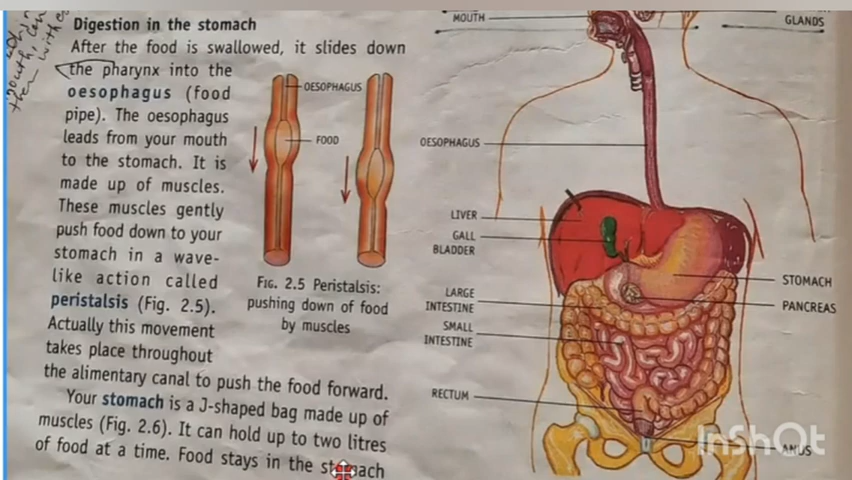 Digestion in the stomach
After the food is swallowed, it slides down
the pharynx into the
oesophagus (food
pipe). The oesophagus
leads from your mouth
to the stomach. It is
made up of muscles.
These muscles gently
push food down to your
stomach in a wave-
like action called
peristalsis (Fig. 2.5).
Actually this movement
takes place throughout
the alimentary canal to push the food forward.
Your stomach is a J-shaped bag made up of
muscles (Fig. 2.6). It can hold up to two litres
of food at a time. Food stays in the stomach
OESOPHAGUS
FOOD
FIG. 2.5 Peristalsis:
pushing down of food
by muscles
MOUTH
GLANDS
OESOPHAGUS
LIVER
GALL
BLADDER
LARGE
INTESTINE
SMALL
INTESTINE
RECTUM
STOMACH
PANCREAS
ANUS
InShOt